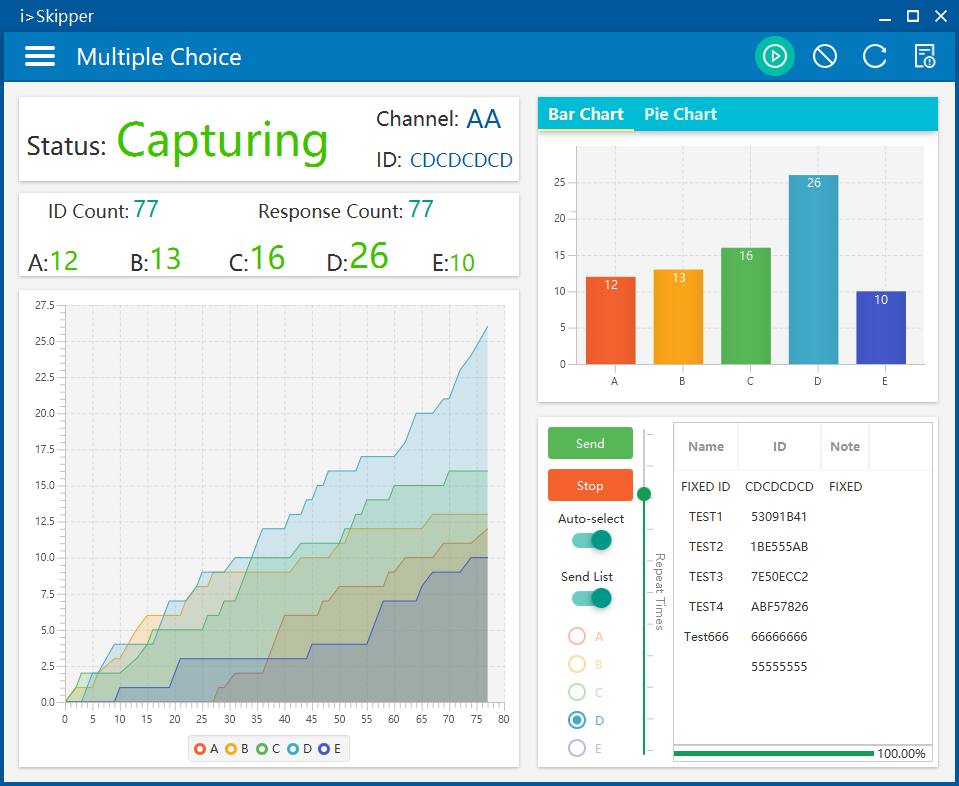 i>Skipper
Multiple Choice
Status: Capturing
Channel: AA
ID: CDCDCDCD
ID Count: 77 Response Count: 77
A:12 B:13 C:16 D:26 E:10
27.5
25.0
22.5
20.0
17.5
15.0
12.5
10.0
7.5
5.0
2.5
0.0
0 5 10 15 20 25 30 35 40 45 50 55 60 65 70 75 80
A B C D E
Bar Chart Pie Chart
25
20
15
10
5
0
12 13 16 26 10
A B C D E
Send
Stop
Auto-select
Send List
A
B
C
D
E
Repeat Times
Name ID Note
FIXED ID CDCDCDCD FIXED
TEST1 53091B41
TEST2 1BE555AB
TEST3 7E50ECC2
TEST4 ABF57826
Test666 66666666
55555555
100.00%